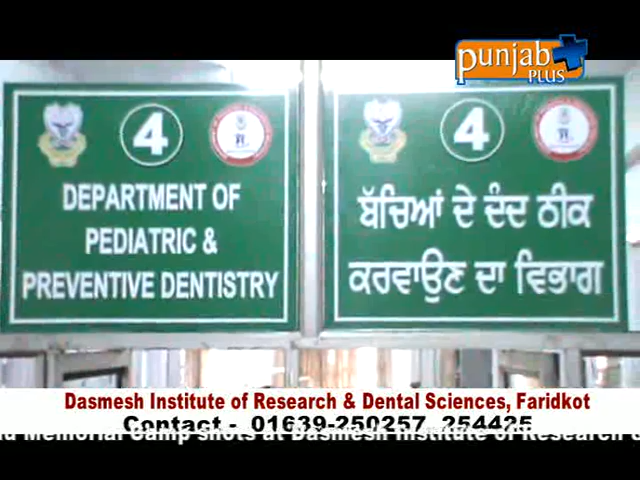 punjab
PLUS
4
DEPARTMENT OF
PEDIATRIC &
PREVENTIVE DENTISTRY
4
ਬੱਚਿਆਂ ਦੇ ਦੰਦ ਠੀਕ
ਕਰਵਾਉਣ ਦਾ ਵਿਭਾਗ
Dasmesh Institute of Research & Dental Sciences, Faridkot
Contact - 01639-250257, 254425
Memorial Camp shots at Dasmesh Institute of Research